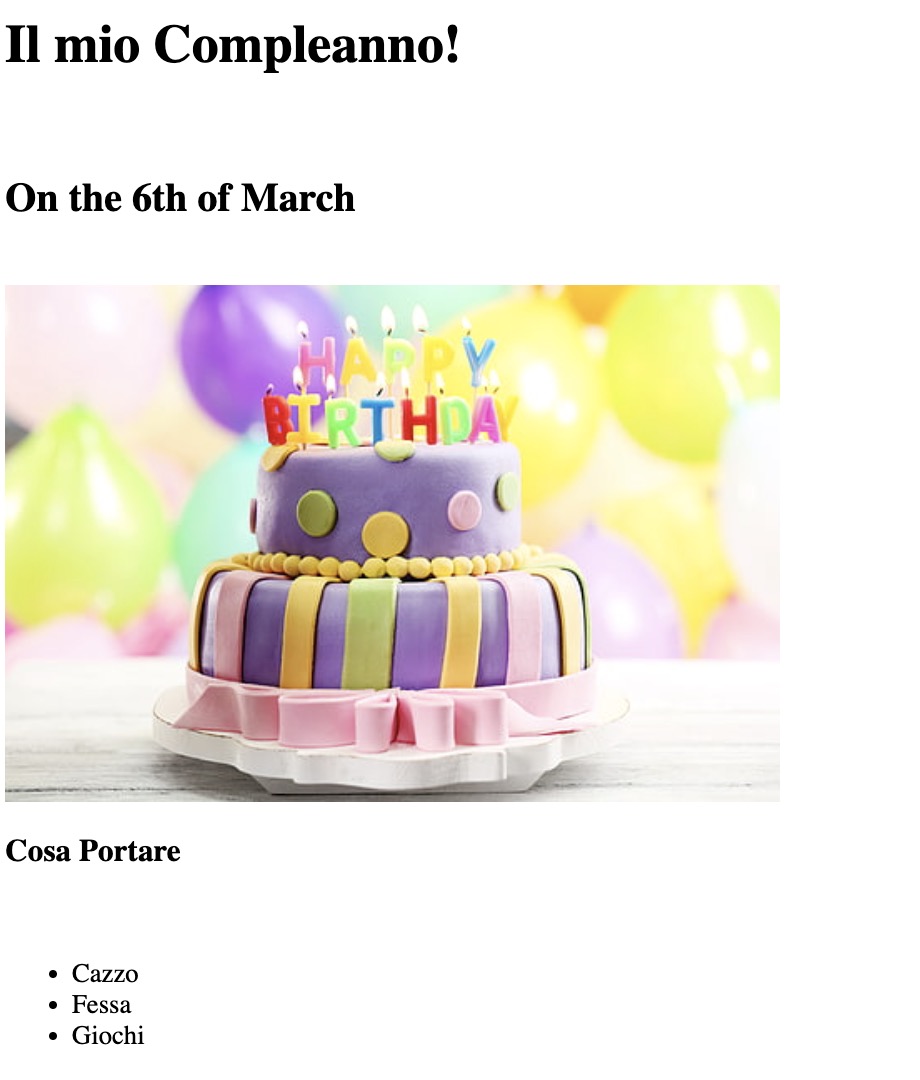 Il mio Compleanno!
On the 6th of March
HAPPY
BIRTHDAY
Cosa Portare
Cazzo
Fessa
Giochi